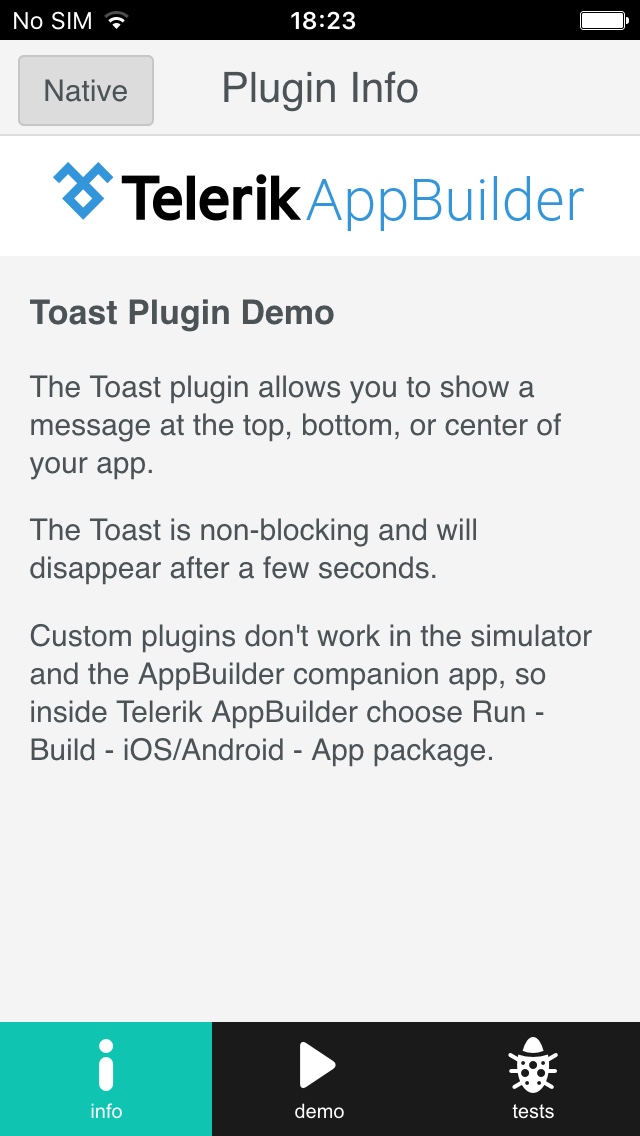 No SIM 18:23
Native Plugin Info
Telerik AppBuilder
Toast Plugin Demo
The Toast plugin allows you to show a
message at the top, bottom, or center of
your app.
The Toast is non-blocking and will
disappear after a few seconds.
Custom plugins don't work in the simulator
and the AppBuilder companion app, so
inside Telerik AppBuilder choose Run -
Build - iOS/Android - App package.
info demo tests